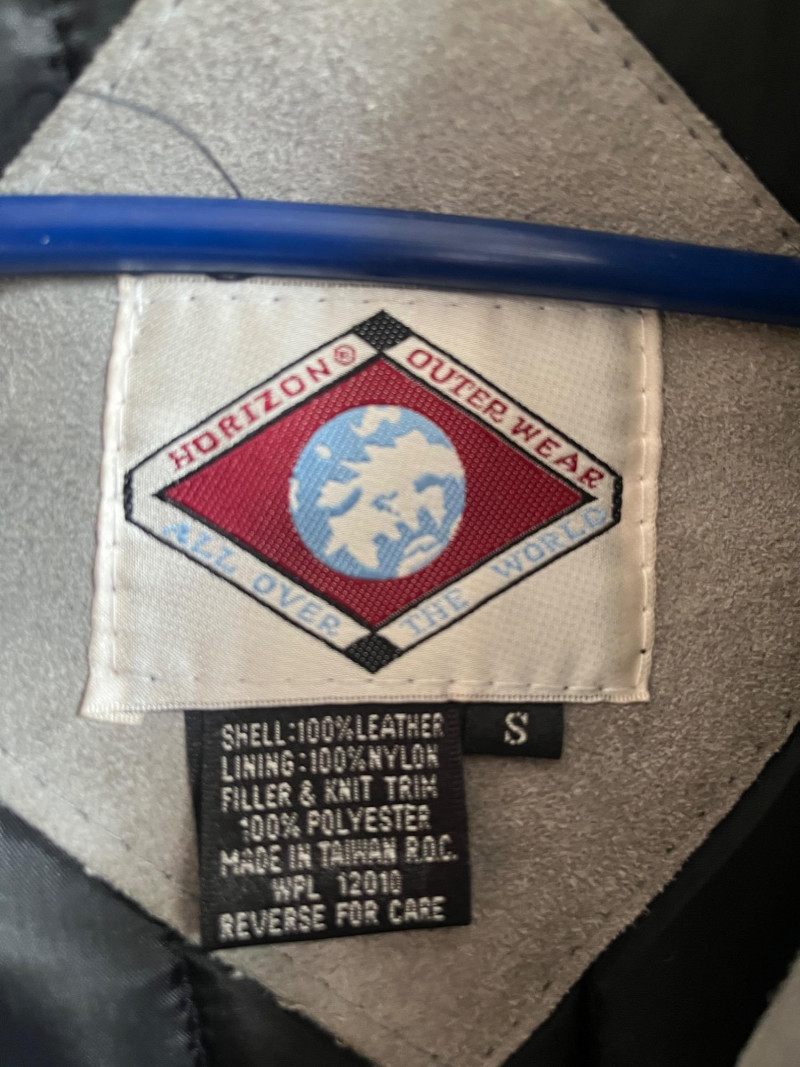 HORIZON®
OUTER WEAR
ALL OVER
THE WORLD
SHELL:100%LEATHER
S
LINING:100%NYLON
FILLER & KNIT TRIM
100% POLYESTER
MADE IN TAIWAN R.O.C.
WPL 12010
REVERSE FOR CARE